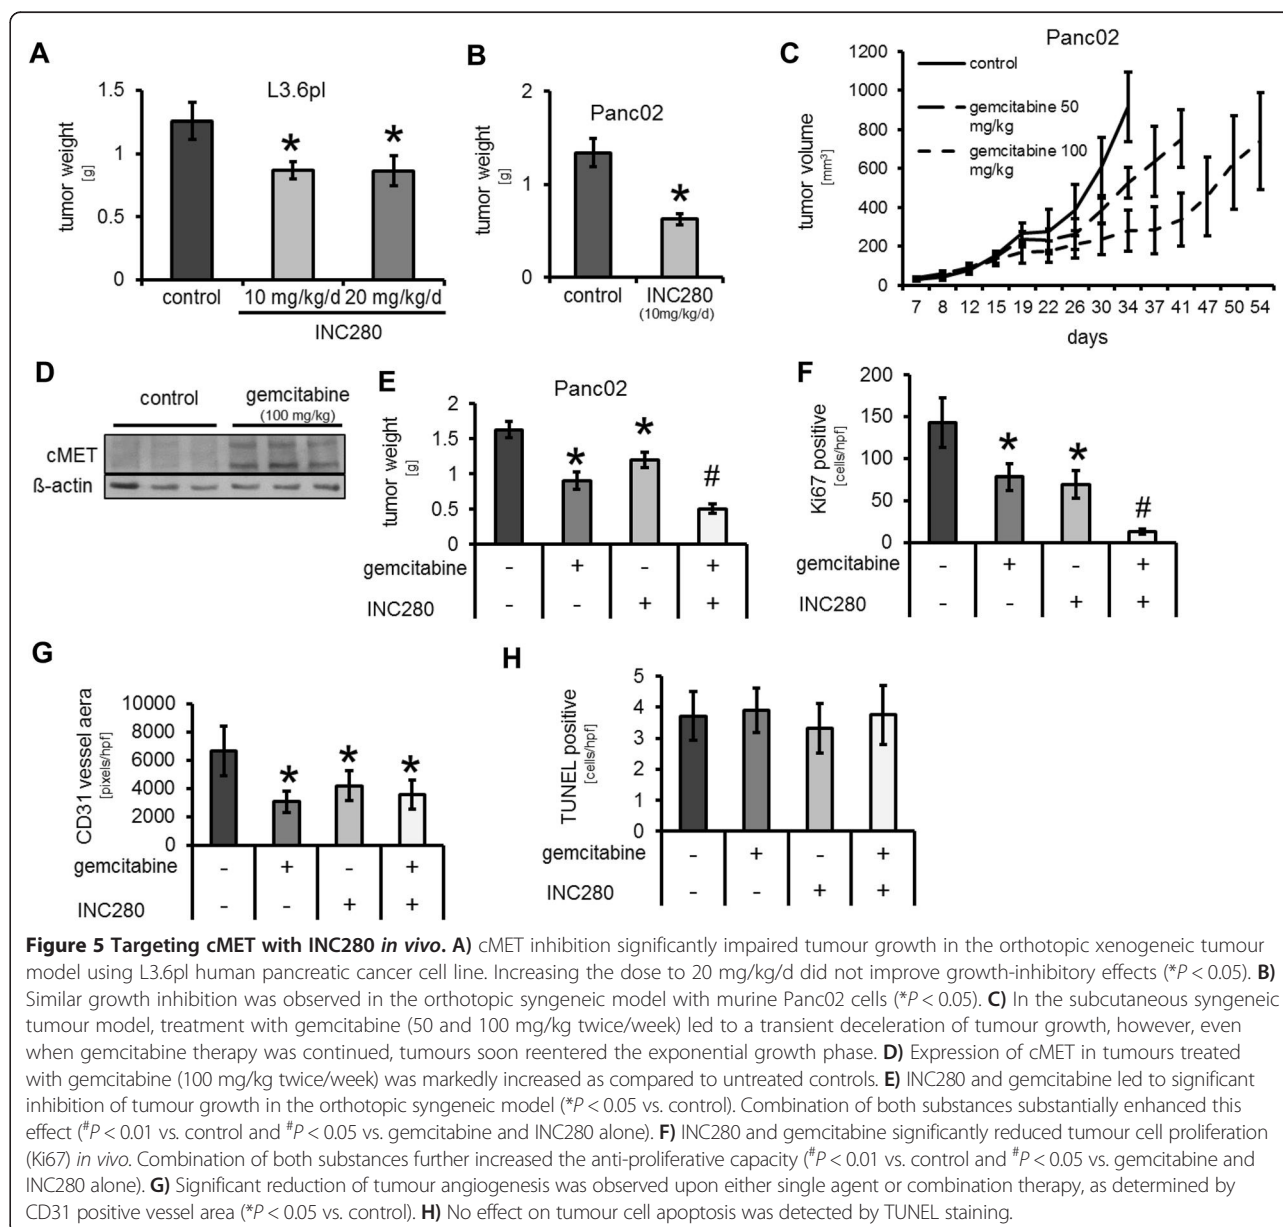 A
L3.6pl
tumor weight
[g]
1.5
1
0.5
0
*
*
control
10 mg/kg/d
20 mg/kg/d
INC280
B
Panc02
tumor weight
[g]
2
1
0
*
control
INC280
(10mg/kg/d)
C
Panc02
tumor volume
[mm³]
1200
1000
800
600
400
200
0
control
gemcitabine 50
mg/kg
gemcitabine 100
mg/kg
7 8 12 15 19 22 26 30 34 37 41 47 50 54
days
D
control
gemcitabine
(100 mg/kg)
cMET
ß-actin
E
Panc02
tumor weight
[g]
2
1.5
1
0.5
0
*
*
#
gemcitabine - + - +
INC280 - - + +
F
Ki67 positive
[cells/hpf]
200
150
100
50
0
*
*
#
gemcitabine - + - +
INC280 - - + +
G
CD31 vessel aera
[pixels/hpf]
10000
8000
6000
4000
2000
0
*
*
*
gemcitabine - + - +
INC280 - - + +
H
TUNEL positive
[cells/hpf]
5
4
3
2
1
0
gemcitabine - + - +
INC280 - - + +
Figure 5 Targeting cMET with INC280 in vivo. A) cMET inhibition significantly impaired tumour growth in the orthotopic xenogeneic tumour
model using L3.6pl human pancreatic cancer cell line. Increasing the dose to 20 mg/kg/d did not improve growth-inhibitory effects (*P < 0.05). B)
Similar growth inhibition was observed in the orthotopic syngeneic model with murine Panc02 cells (*P < 0.05). C) In the subcutaneous syngeneic
tumour model, treatment with gemcitabine (50 and 100 mg/kg twice/week) led to a transient deceleration of tumour growth, however, even
when gemcitabine therapy was continued, tumours soon reentered the exponential growth phase. D) Expression of cMET in tumours treated
with gemcitabine (100 mg/kg twice/week) was markedly increased as compared to untreated controls. E) INC280 and gemcitabine led to significant
inhibition of tumour growth in the orthotopic syngeneic model (*P < 0.05 vs. control). Combination of both substances substantially enhanced this
effect (#P < 0.01 vs. control and #P < 0.05 vs. gemcitabine and INC280 alone). F) INC280 and gemcitabine significantly reduced tumour cell proliferation
(Ki67) in vivo. Combination of both substances further increased the anti-proliferative capacity (#P < 0.01 vs. control and #P < 0.05 vs. gemcitabine and
INC280 alone). G) Significant reduction of tumour angiogenesis was observed upon either single agent or combination therapy, as determined by
CD31 positive vessel area (*P < 0.05 vs. control). H) No effect on tumour cell apoptosis was detected by TUNEL staining.